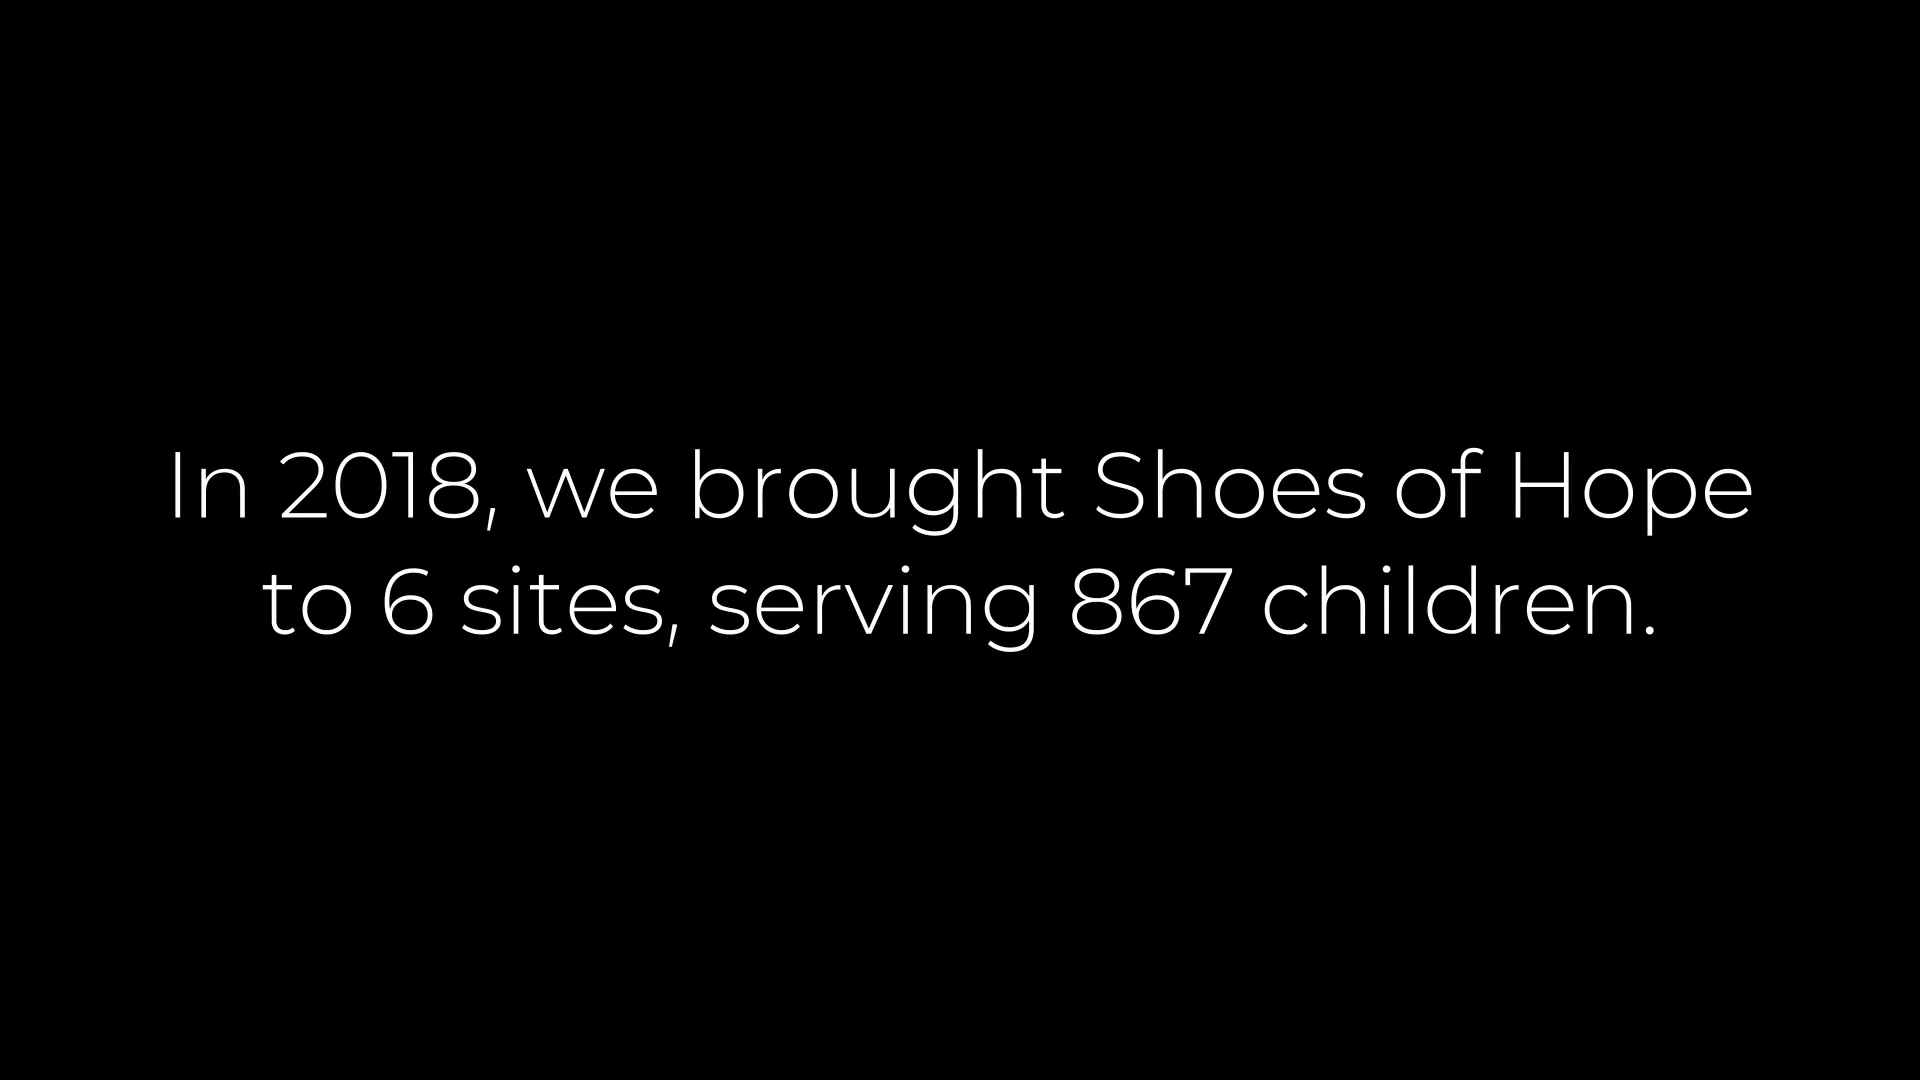 In 2018, we brought Shoes of Hope
to 6 sites, serving 867 children.